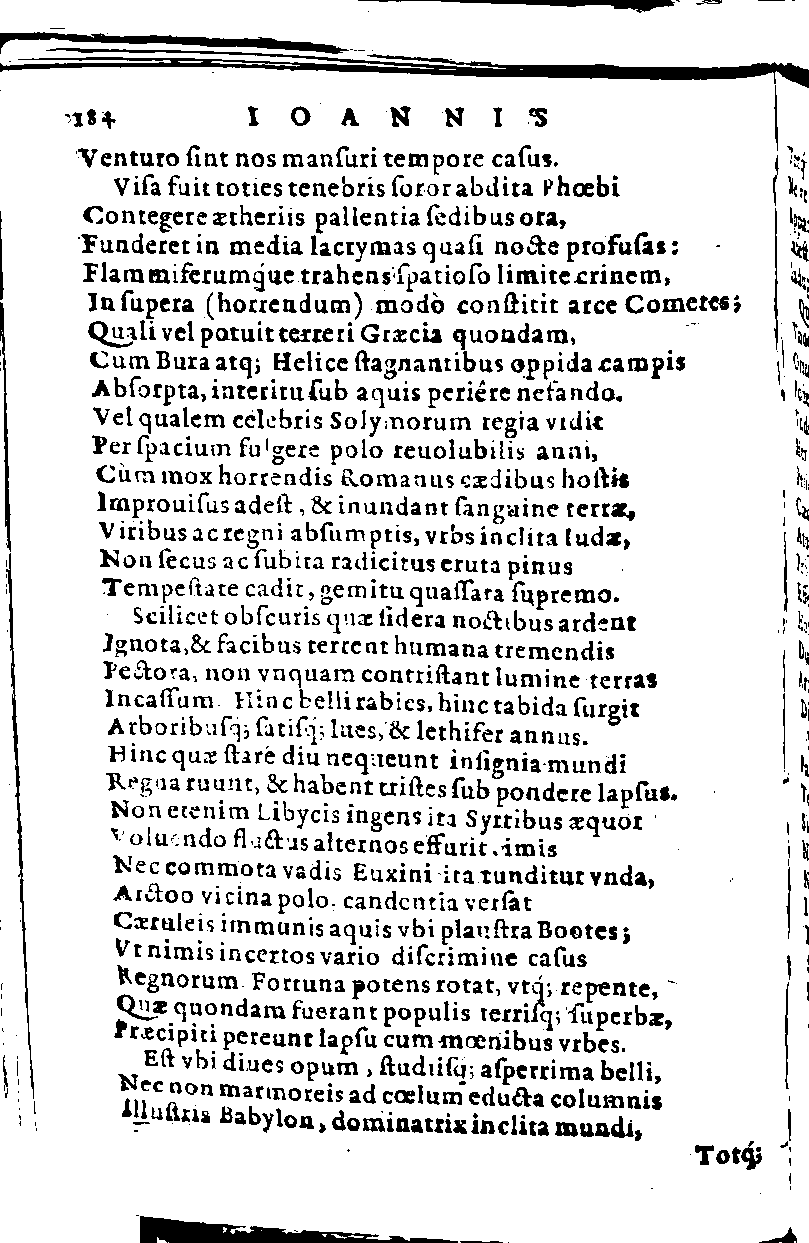 184 IOANNIS
Venturo ſint nos manſuri tempore caſus.
Viſa fuit toties tenebris ſoror abdita Phœbi
Contegere ætheriis pallentia ſedibus ora,
Funderet in media lacrymas quaſi nocte profuſas:
Flammiferumq́ue trahens ſpatioſo limite crinem,
In ſupera (horrendum) modò conſtitit arce Cometes;
Quali vel potuit terreri Græcia quondam,
Cum Bura atq; Helice ſtagnantibus oppida campis
Abſorpta, interitu ſub aquis periére nefando.
Vel qualem celebris Solymorum regia vidit
Per ſpacium fulgere polo reuolubilis anni,
Cùm mox horrendis Romanus cædibus hoſtis
Improuiſus adeſt, & inundant ſanguine terræ,
Viribus ac regni abſumptis, vrbs inclita Iudæ,
Non ſecus ac ſubita radicitus eruta pinus
Tempeſtate cadit, gemitu quaſſata ſupremo.
Scilicet obſcuris quæ ſidera noctibus ardent
Ignota, & facibus terrent humana tremendis
Pectora, non vnquam contriſtant lumine terras
Incaſſum. Hinc belli rabies, hinc tabida ſurgit
Arboribuſq; ſatiſq; lues, & lethifer annus.
Hinc quæ ſtare diu nequeunt inſignia mundi
Regna ruunt, & habent triſtes ſub pondere lapſus.
Non etenim Libycis ingens ita Syrtibus æquor
Voluendo fluctus alternos effurit imis
Nec commota vadis Euxini ita tunditur vnda,
Arctoo vicina polo, candentia verſat
Cæruleis immunis aquis vbi plauſtra Bootes;
Vt nimis incertos vario diſcrimine caſus
Regnorum Fortuna potens rotat, vtq́; repente,
Quæ quondam fuerant populis terriſq; ſuperbæ,
Præcipiti pereunt lapſu cum mœnibus vrbes.
Eſt vbi diues opum, ſtudiiſq; aſperrima belli,
Nec non marmoreis ad cœlum educta columnis
Illuſtris Babylon, dominatrix inclita mundi,
Totq́;